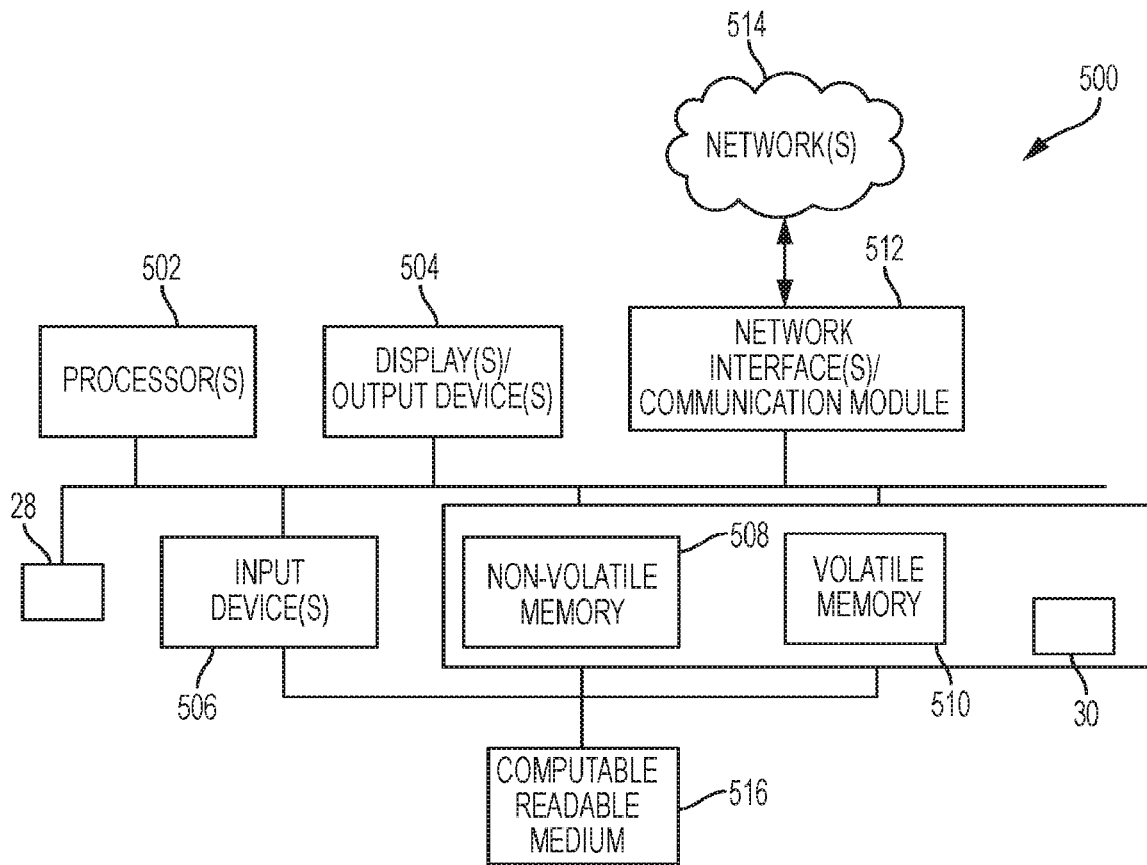 514
500
NETWORK(S)
502
504
512
PROCESSOR(S)
DISPLAY(S)/
OUTPUT DEVICE(S)
NETWORK
INTERFACE(S)/
COMMUNICATION MODULE
28
INPUT
DEVICE(S)
506
NON-VOLATILE
MEMORY
508
VOLATILE
MEMORY
510
30
COMPUTABLE
READABLE
MEDIUM
516